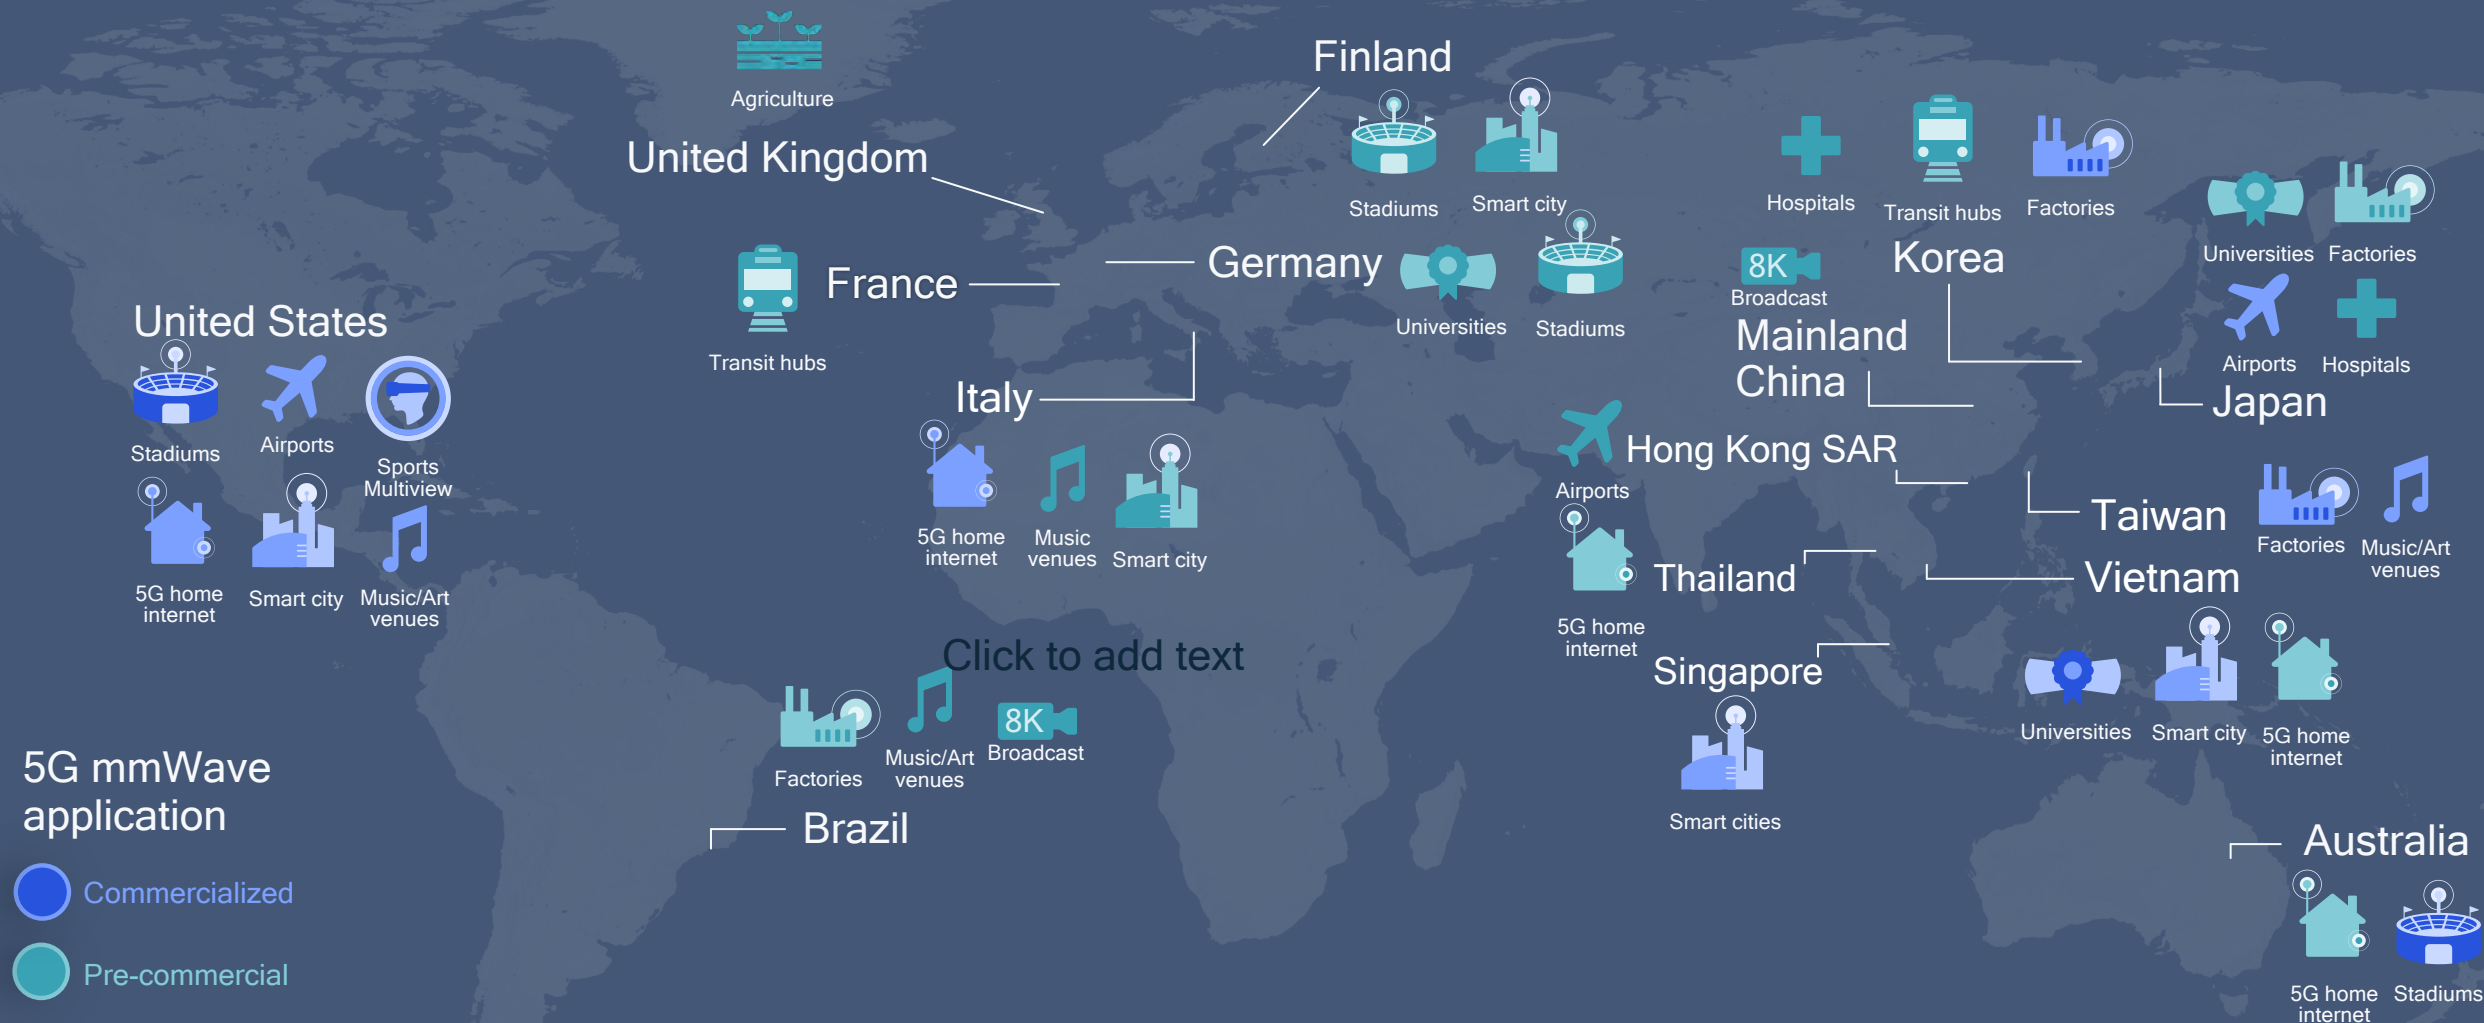 Agriculture
United Kingdom
Transit hubs
France
Finland
Stadiums
Smart city
Germany
Universities
Stadiums
Italy
5G home
internet
Music
venues
Smart city
United States
Stadiums
Airports
Sports
Multiview
5G home
internet
Smart city
Music/Art
venues
Click to add text
Factories
Music/Art
venues
8K
Broadcast
Brazil
Hospitals
Transit hubs
Factories
Korea
8K
Broadcast
Mainland
China
Universities
Factories
Airports
Hospitals
Japan
Airports
Hong Kong SAR
Taiwan
Factories
Music/Art
venues
5G home
internet
Thailand
Vietnam
Universities
Smart city
5G home
internet
Singapore
Smart cities
Australia
5G home
internet
Stadiums
5G mmWave
application
Commercialized
Pre-commercial